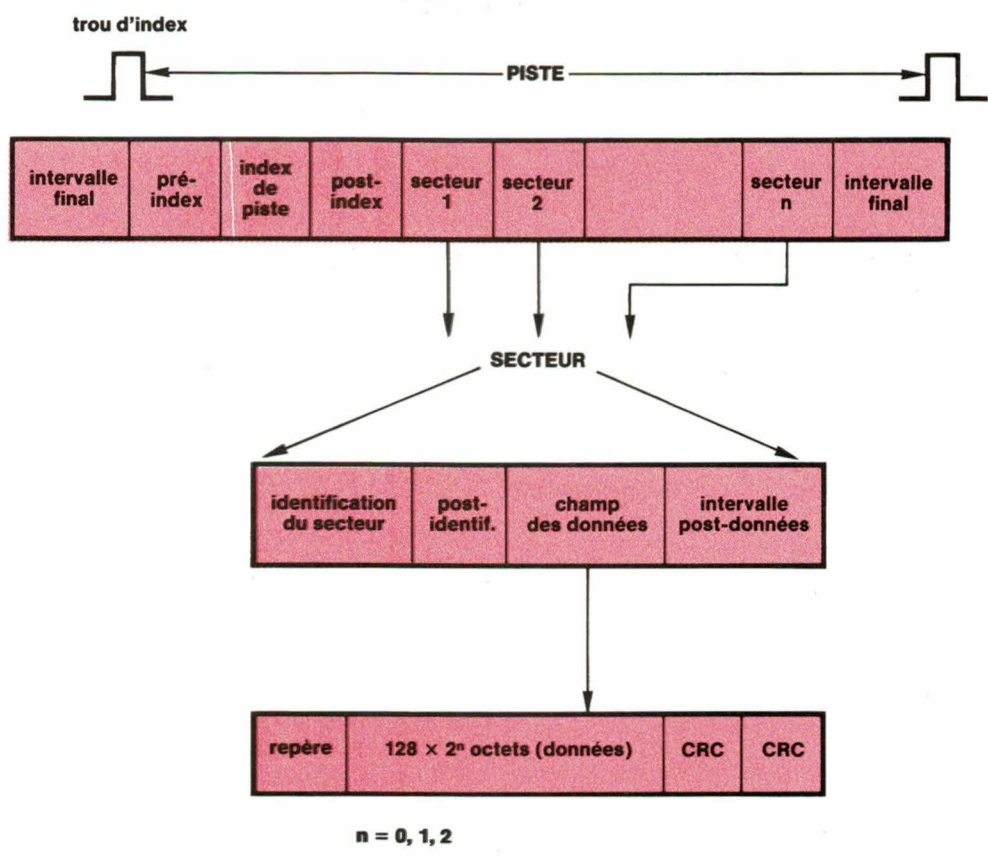 trou d'index
PISTE
intervalle
final
pré-
index
index
de
piste
post-
index
secteur
1
secteur
2
secteur
n
intervalle
final
SECTEUR
identification
du secteur
post-
identif.
champ
des données
intervalle
post-données
repère
128 × 2ⁿ octets (données)
CRC
CRC
n = 0, 1, 2